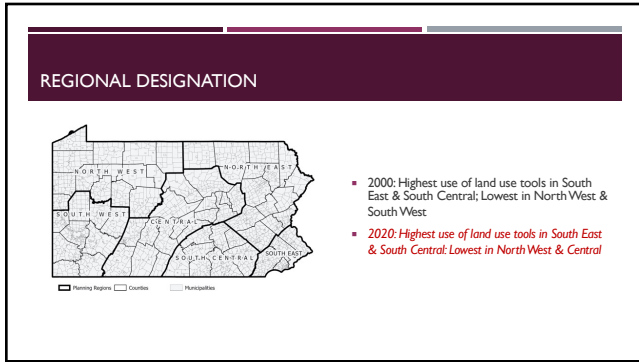 REGIONAL DESIGNATION
NORTH WEST
NORTH EAST
SOUTH WEST
CENTRAL
SOUTH CENTRAL
SOUTH EAST
Planning Regions Counties Municipalities
▪ 2000: Highest use of land use tools in South
East & South Central; Lowest in North West &
South West
▪ 2020: Highest use of land use tools in South East
& South Central: Lowest in North West & Central